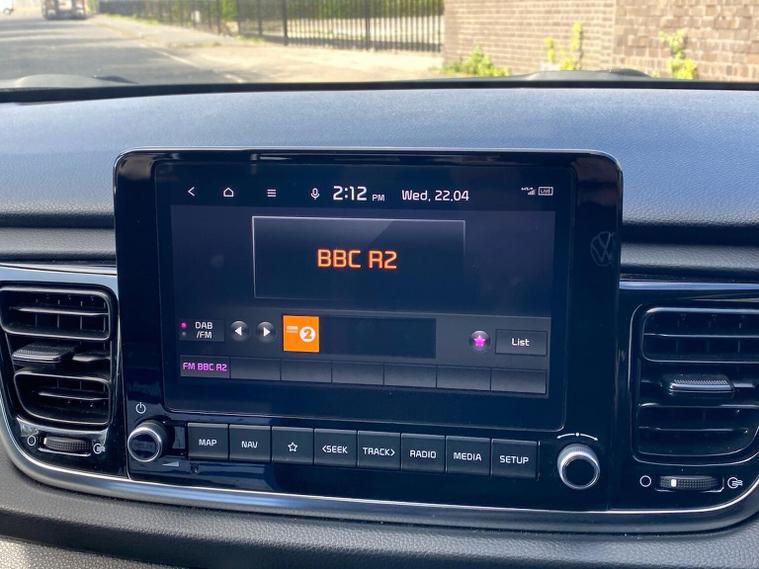 2:12 PM Wed, 22.04 LIVE
BBC R2
DAB
/FM
2
List
FM BBC R2
MAP NAV <SEEK TRACK> RADIO MEDIA SETUP